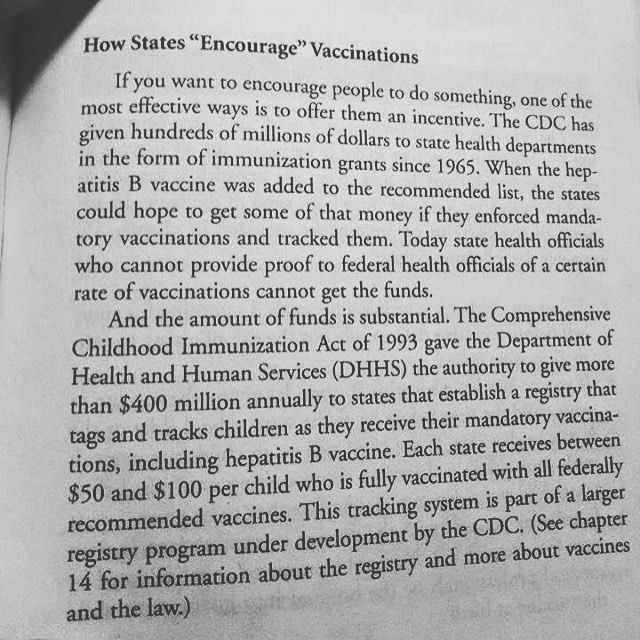 How States “Encourage” Vaccinations
If you want to encourage people to do something, one of the
most effective ways is to offer them an incentive. The CDC has
given hundreds of millions of dollars to state health departments
in the form of immunization grants since 1965. When the hep-
atitis B vaccine was added to the recommended list, the states
could hope to get some of that money if they enforced manda-
tory vaccinations and tracked them. Today state health officials
who cannot provide proof to federal health officials of a certain
rate of vaccinations cannot get the funds.
And the amount of funds is substantial. The Comprehensive
Childhood Immunization Act of 1993 gave the Department of
Health and Human Services (DHHS) the authority to give more
than $400 million annually to states that establish a registry that
tags and tracks children as they receive their mandatory vaccina-
tions, including hepatitis B vaccine. Each state receives between
$50 and $100 per child who is fully vaccinated with all federally
recommended vaccines. This tracking system is part of a larger
registry program under development by the CDC. (See chapter
14 for information about the registry and more about vaccines
and the law.)